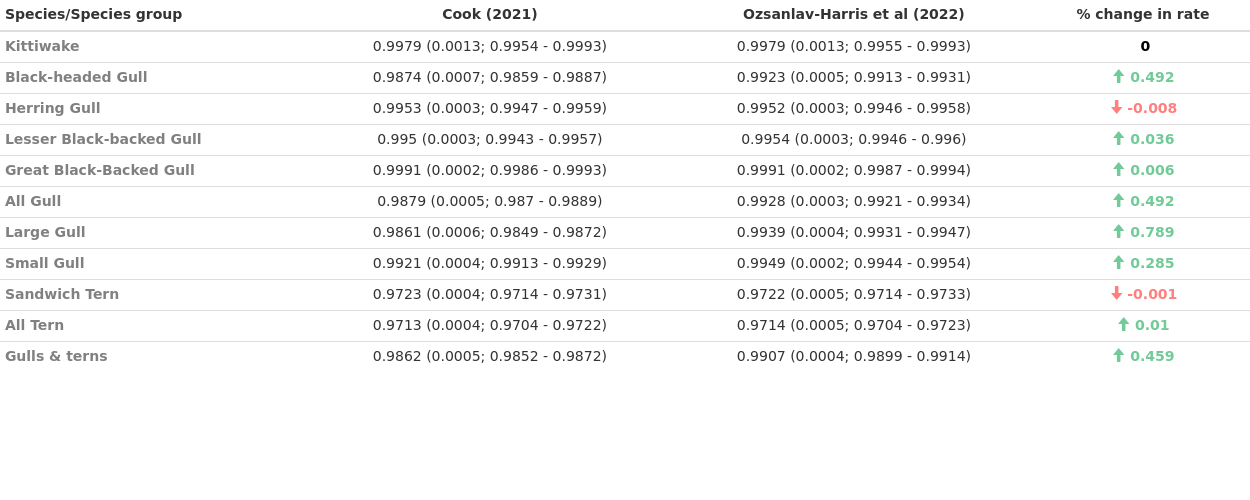 Species/Species group Cook (2021) Ozsanlav-Harris et al (2022) % change in rate
Kittiwake 0.9979 (0.0013; 0.9954 - 0.9993) 0.9979 (0.0013; 0.9955 - 0.9993) 0
Black-headed Gull 0.9874 (0.0007; 0.9859 - 0.9887) 0.9923 (0.0005; 0.9913 - 0.9931) 0.492
Herring Gull 0.9953 (0.0003; 0.9947 - 0.9959) 0.9952 (0.0003; 0.9946 - 0.9958) -0.008
Lesser Black-backed Gull 0.995 (0.0003; 0.9943 - 0.9957) 0.9954 (0.0003; 0.9946 - 0.996) 0.036
Great Black-Backed Gull 0.9991 (0.0002; 0.9986 - 0.9993) 0.9991 (0.0002; 0.9987 - 0.9994) 0.006
All Gull 0.9879 (0.0005; 0.987 - 0.9889) 0.9928 (0.0003; 0.9921 - 0.9934) 0.492
Large Gull 0.9861 (0.0006; 0.9849 - 0.9872) 0.9939 (0.0004; 0.9931 - 0.9947) 0.789
Small Gull 0.9921 (0.0004; 0.9913 - 0.9929) 0.9949 (0.0002; 0.9944 - 0.9954) 0.285
Sandwich Tern 0.9723 (0.0004; 0.9714 - 0.9731) 0.9722 (0.0005; 0.9714 - 0.9733) -0.001
All Tern 0.9713 (0.0004; 0.9704 - 0.9722) 0.9714 (0.0005; 0.9704 - 0.9723) 0.01
Gulls & terns 0.9862 (0.0005; 0.9852 - 0.9872) 0.9907 (0.0004; 0.9899 - 0.9914) 0.459